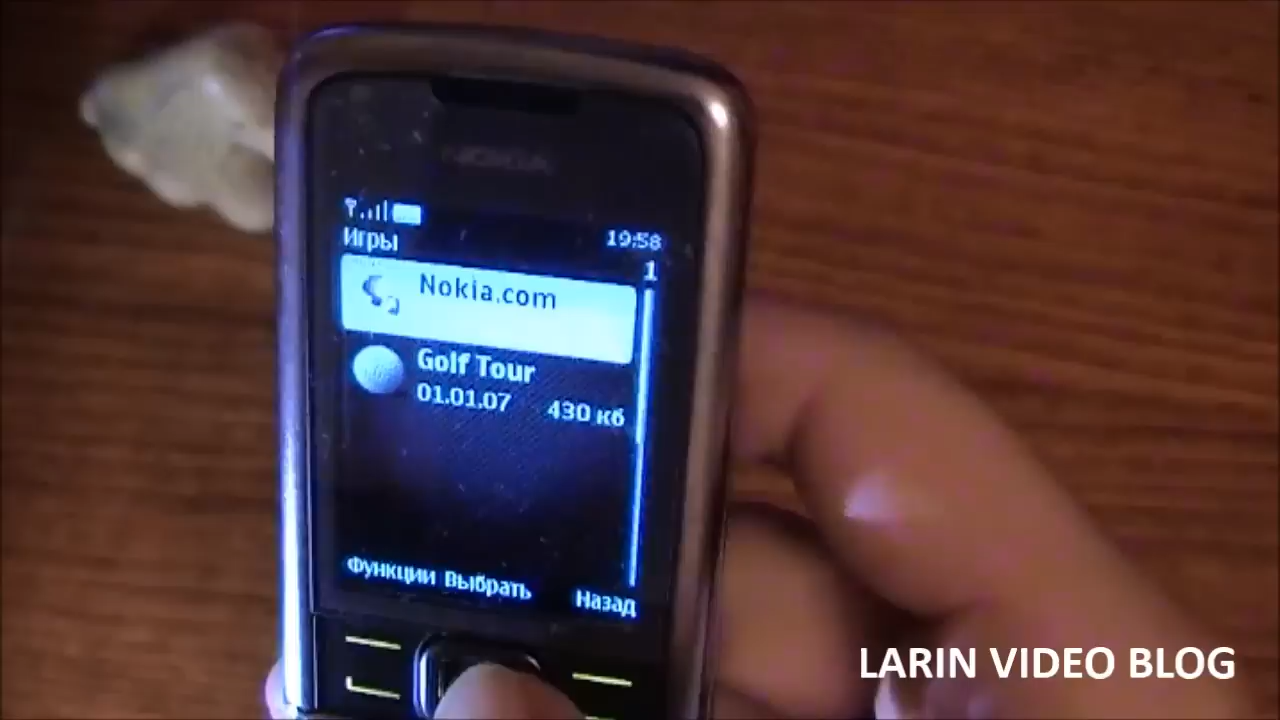 NOKIA
19:58
Игры
1
Nokia.com
Golf Tour
01.01.07 430 кб
Функции Выбрать Назад
LARIN VIDEO BLOG